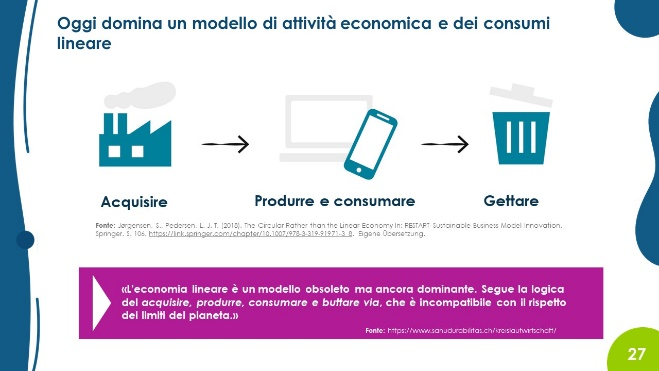 Oggi domina un modello di attività economica e dei consumi
lineare
Acquisire
Produrre e consumare
Gettare
Fonte: Jørgensen, S., Pedersen, L. J. T. (2018). The Circular Rather than the Linear Economy in: RESTART Sustainable Business Model Innovation.
Springer, S. 106. https://link.springer.com/chapter/10.1007/978-3-319-91971-3_8. Eigene Übersetzung.
«L'economia lineare è un modello obsoleto ma ancora dominante. Segue la logica
del acquisire, produrre, consumare e buttare via, che è incompatibile con il rispetto
dei limiti del pianeta.»
Fonte: https://www.sanudurabilitas.ch/kreislaufwirtschaft/
27